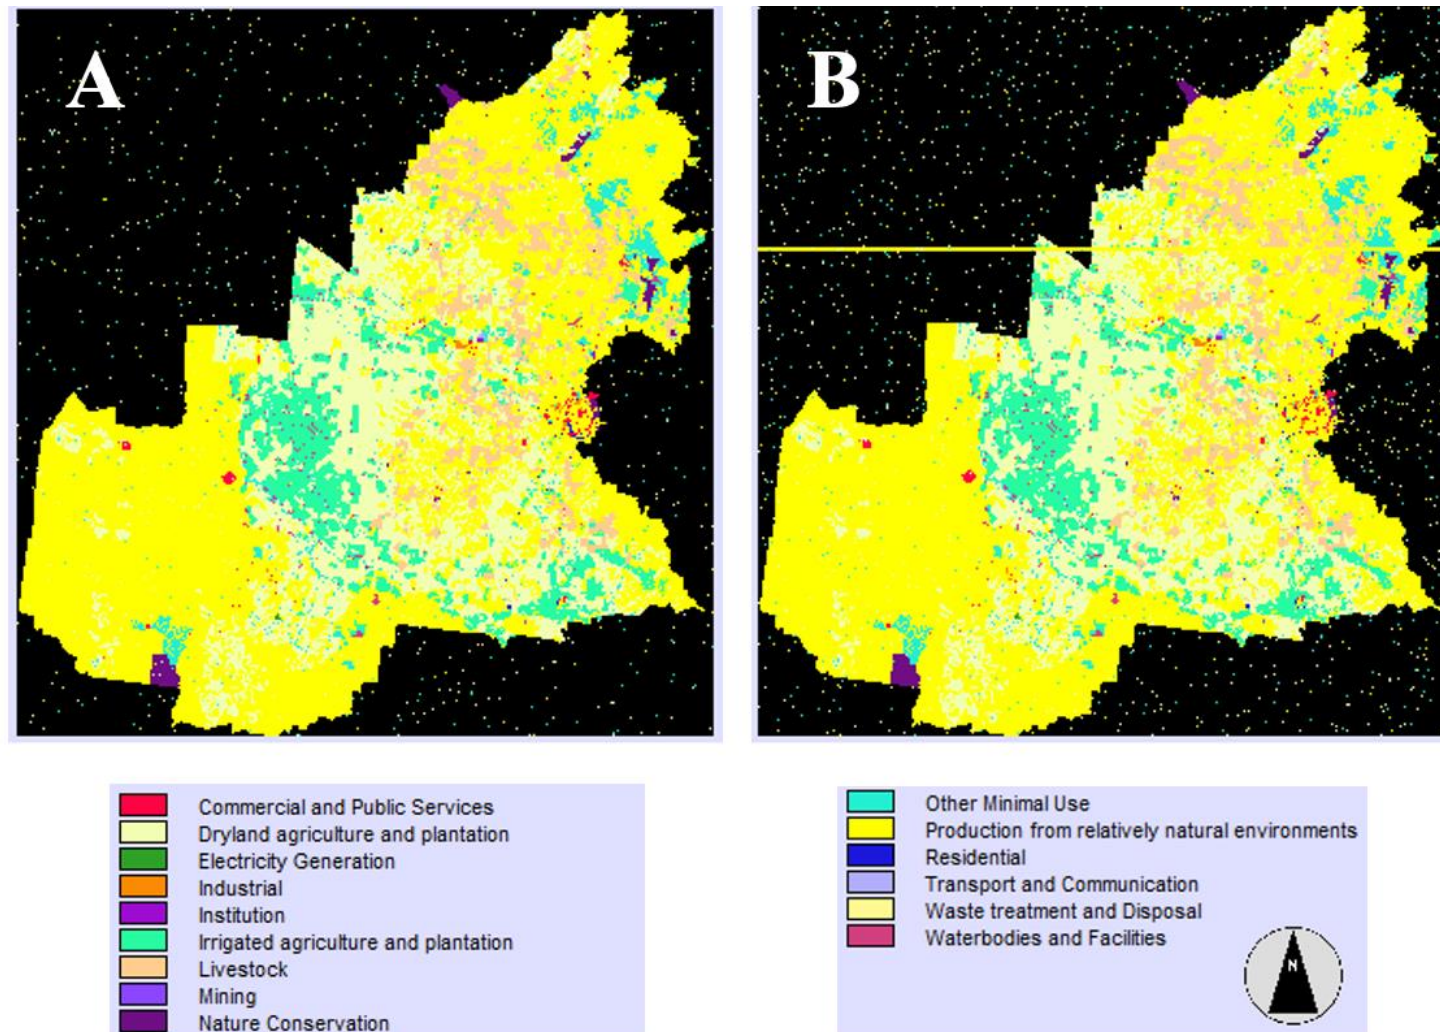 A
B
Commercial and Public Services
Dryland agriculture and plantation
Electricity Generation
Industrial
Institution
Irrigated agriculture and plantation
Livestock
Mining
Nature Conservation
Other Minimal Use
Production from relatively natural environments
Residential
Transport and Communication
Waste treatment and Disposal
Waterbodies and Facilities
N